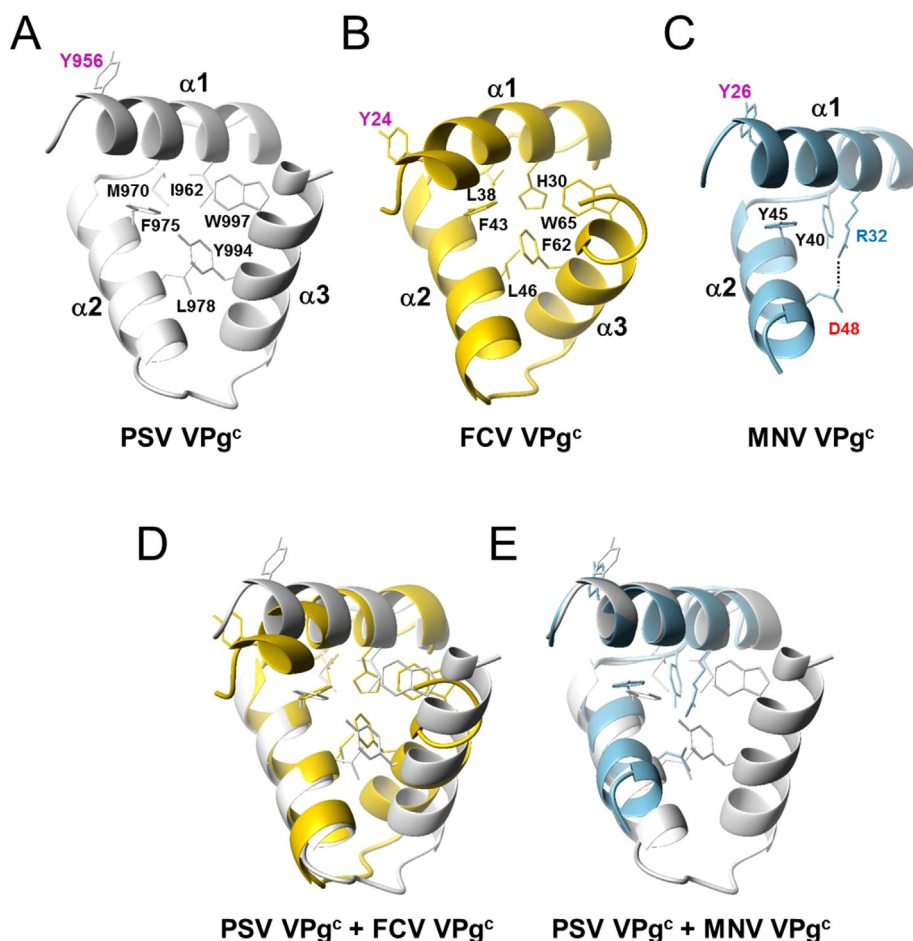 A
B
C
Y956
α1
M970
I962
F975
W997
Y994
α2
L978
α3
PSV VPgᶜ
Y24
α1
L38
H30
F43
W65
F62
α2
L46
α3
FCV VPgᶜ
Y26
α1
Y45
Y40
R32
α2
D48
MNV VPgᶜ
D
E
PSV VPgᶜ + FCV VPgᶜ
PSV VPgᶜ + MNV VPgᶜ